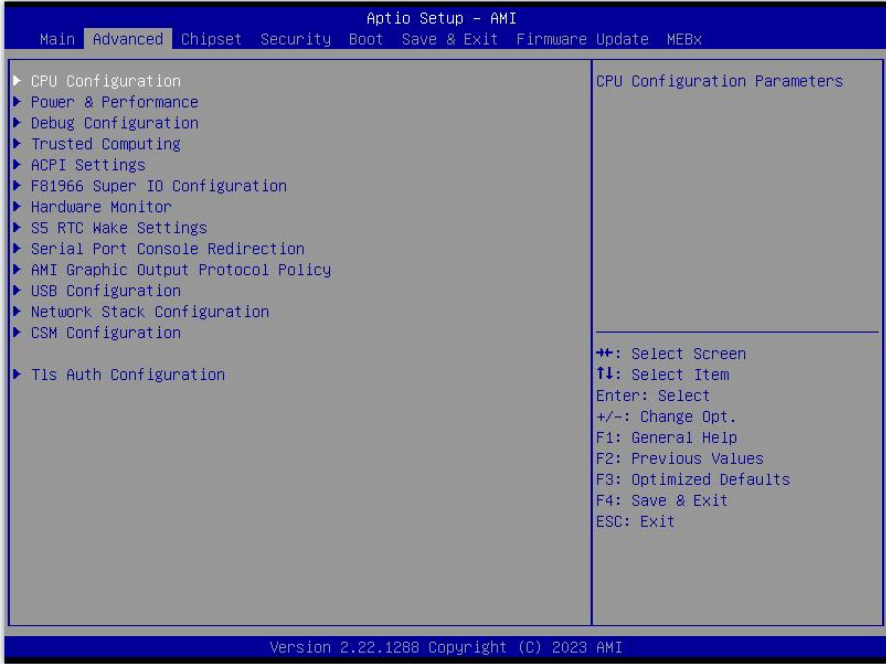 Aptio Setup – AMI
Main Advanced Chipset Security Boot Save & Exit Firmware Update MEBx
CPU Configuration
Power & Performance
Debug Configuration
Trusted Computing
ACPI Settings
F81966 Super IO Configuration
Hardware Monitor
S5 RTC Wake Settings
Serial Port Console Redirection
AMI Graphic Output Protocol Policy
USB Configuration
Network Stack Configuration
CSM Configuration
Tls Auth Configuration
CPU Configuration Parameters
→←: Select Screen
↑↓: Select Item
Enter: Select
+/-: Change Opt.
F1: General Help
F2: Previous Values
F3: Optimized Defaults
F4: Save & Exit
ESC: Exit
Version 2.22.1288 Copyright (C) 2023 AMI